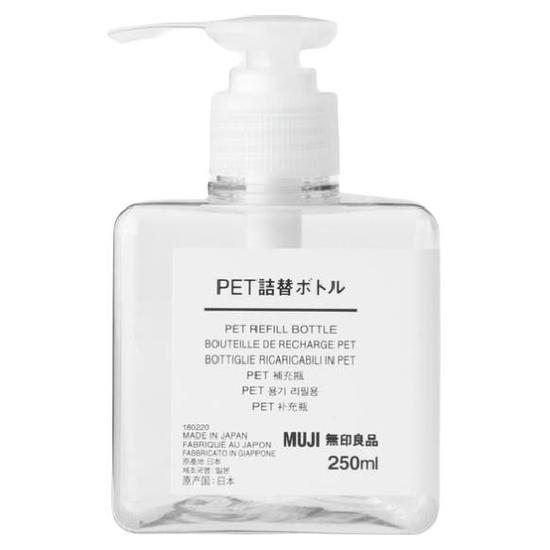 PET詰替ボトル
PET REFILL BOTTLE
BOUTEILLE DE RECHARGE PET
BOTTIGLIE RICARICABILI IN PET
PET 補充瓶
PET 용기 리필용
PET 补充瓶
180220
MADE IN JAPAN
FABRIQUÉ AU JAPON
FABBRICATO IN GIAPPONE
原產地:日本
제조국명:일본
原产国:日本
MUJI 無印良品
250ml